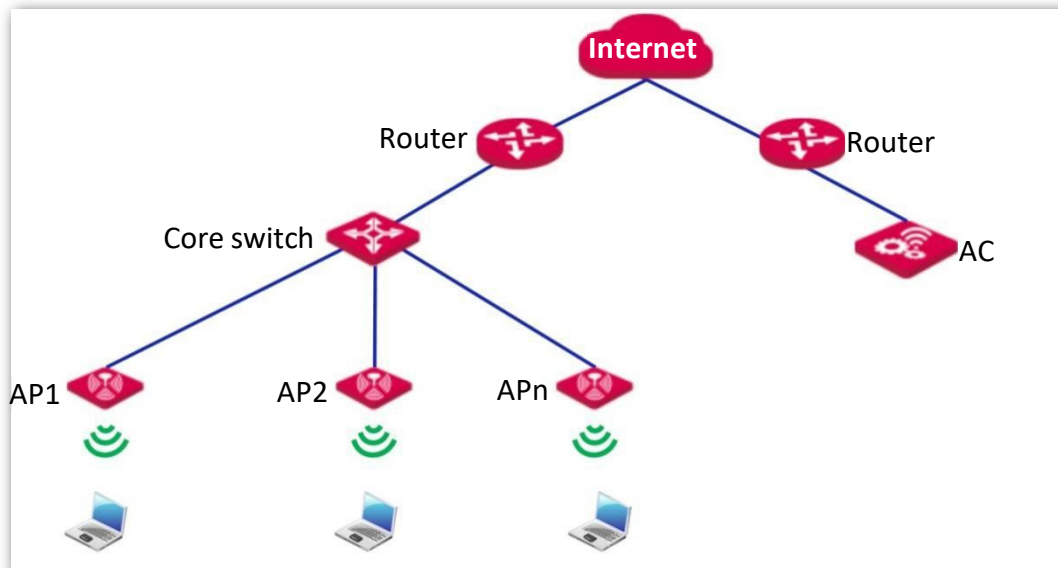 Internet
Router
Router
Core switch
AC
AP1
AP2
APn